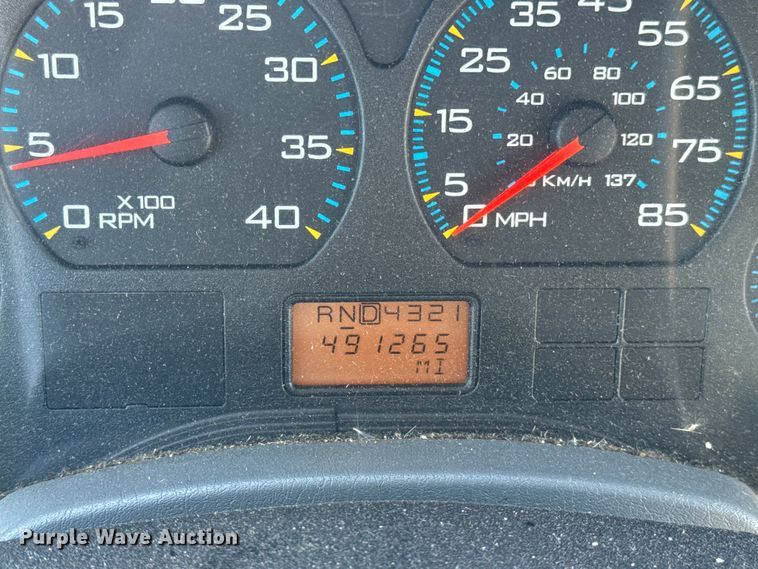 20 25
10 30
5 35
X100
0 RPM 40
35 45
25 55
60 80
40 100 65
15 20 120 75
5 KM/H 137
0 MPH 85
RND4321
491265
MI
Purple Wave Auction